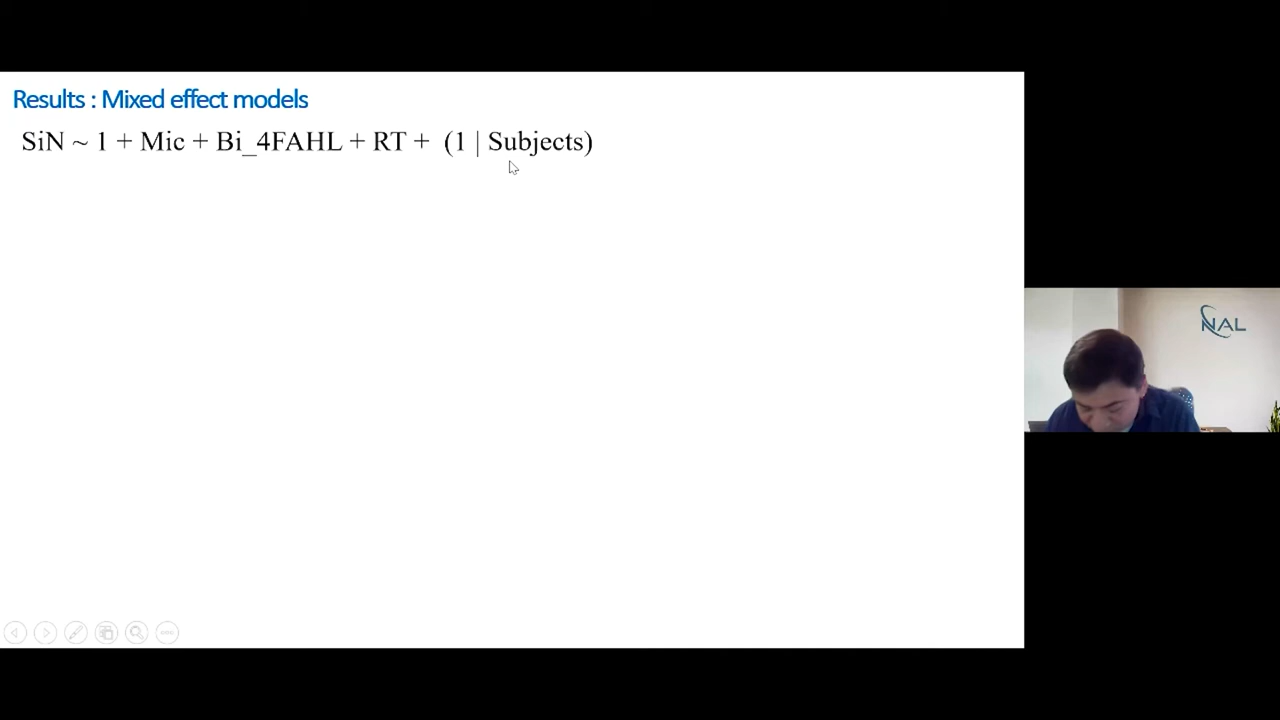 Results : Mixed effect models
SiN ~ 1 + Mic + Bi_4FAHL + RT + (1 | Subjects)
NAL